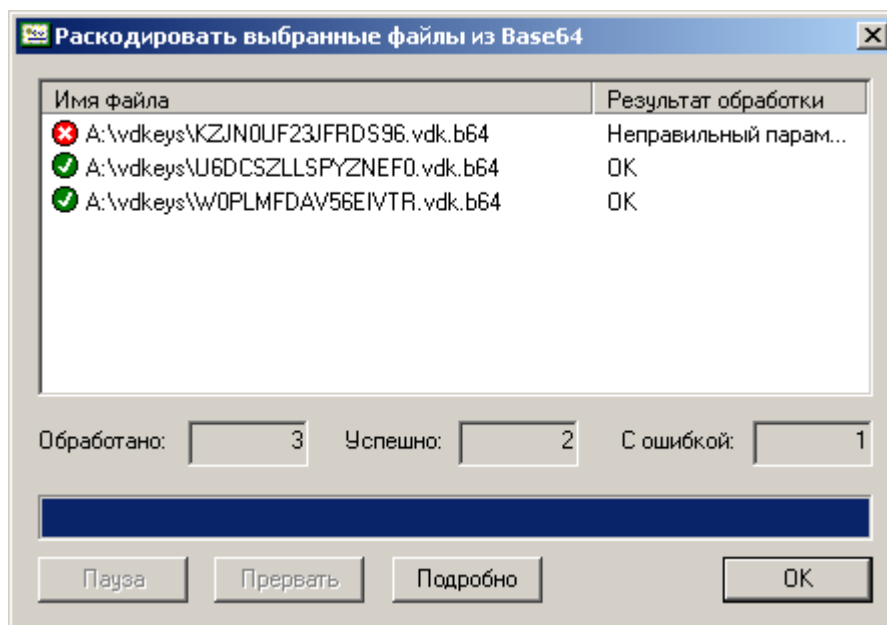 Раскодировать выбранные файлы из Base64
Имя файла Результат обработки
A:\vdkeys\KZJN0UF23JFRDS96.vdk.b64 Неправильный парам...
A:\vdkeys\U6DCSZLLSPYZNEF0.vdk.b64 OK
A:\vdkeys\W0PLMFDAV56EIVTR.vdk.b64 OK
Обработано: 3 Успешно: 2 С ошибкой: 1
Пауза Прервать Подробно OK